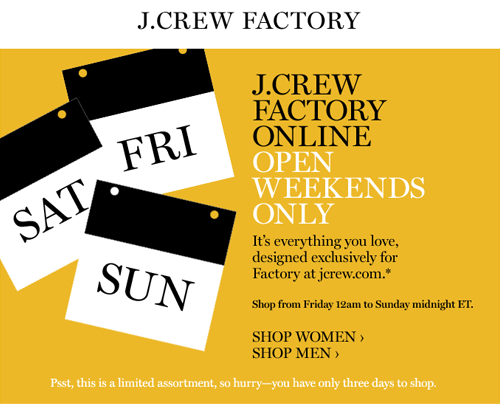 J.CREW FACTORY
FRI
SAT
SUN
J.CREW
FACTORY
ONLINE
OPEN
WEEKENDS
ONLY
It's everything you love,
designed exclusively for
Factory at jcrew.com.*
Shop from Friday 12am to Sunday midnight ET.
SHOP WOMEN ›
SHOP MEN ›
Psst, this is a limited assortment, so hurry—you have only three days to shop.